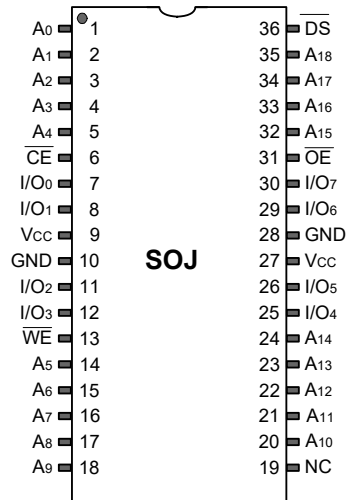 A0 1 36 DS
A1 2 35 A18
A2 3 34 A17
A3 4 33 A16
A4 5 32 A15
CE 6 31 OE
I/O0 7 30 I/O7
I/O1 8 29 I/O6
VCC 9 28 GND
GND 10 SOJ 27 VCC
I/O2 11 26 I/O5
I/O3 12 25 I/O4
WE 13 24 A14
A5 14 23 A13
A6 15 22 A12
A7 16 21 A11
A8 17 20 A10
A9 18 19 NC